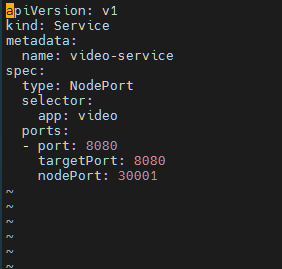 apiVersion: v1
kind: Service
metadata:
  name: video-service
spec:
  type: NodePort
  selector:
    app: video
  ports:
  - port: 8080
    targetPort: 8080
    nodePort: 30001
~
~
~
~
~
~